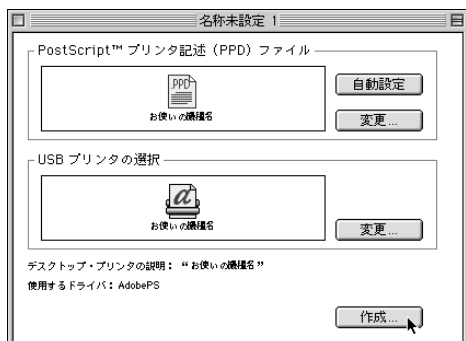 名称未設定 1
PostScript™ プリンタ記述（PPD）ファイル
PPD
お使いの機種名
自動設定
変更...
USB プリンタの選択
a
お使いの機種名
変更...
デスクトップ・プリンタの説明： “お使いの機種名”
使用するドライバ：AdobePS
作成...